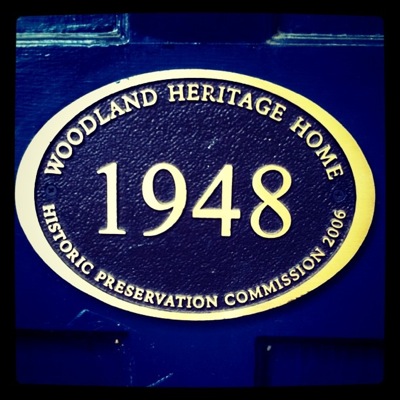 WOODLAND HERITAGE HOME
1948
HISTORIC PRESERVATION COMMISSION 2006